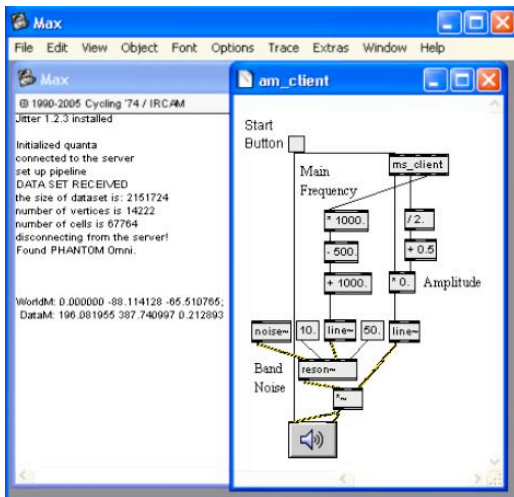 Max
File Edit View Object Font Options Trace Extras Window Help
Max
@ 1990-2005 Cycling '74 / IRCAM
Jitter 1.2.3 installed
Initialized quanta
connected to the server
set up pipeline
DATA SET RECEIVED
the size of dataset is: 2151724
number of vertices is 14222
number of cells is 67764
disconnecting from the server!
Found PHANTOM Omni.
WorldM: 0.000000 -88.114128 -65.510765;
DataM: 196.081955 387.740997 0.212893
am_client
Start
Button
ms_client
Main
Frequency
* 1000.
/ 2.
- 500.
+ 0.5
+ 1000.
* 0.
Amplitude
noise~ 10. line~ 50. line~
Band
Noise
reson~
*~